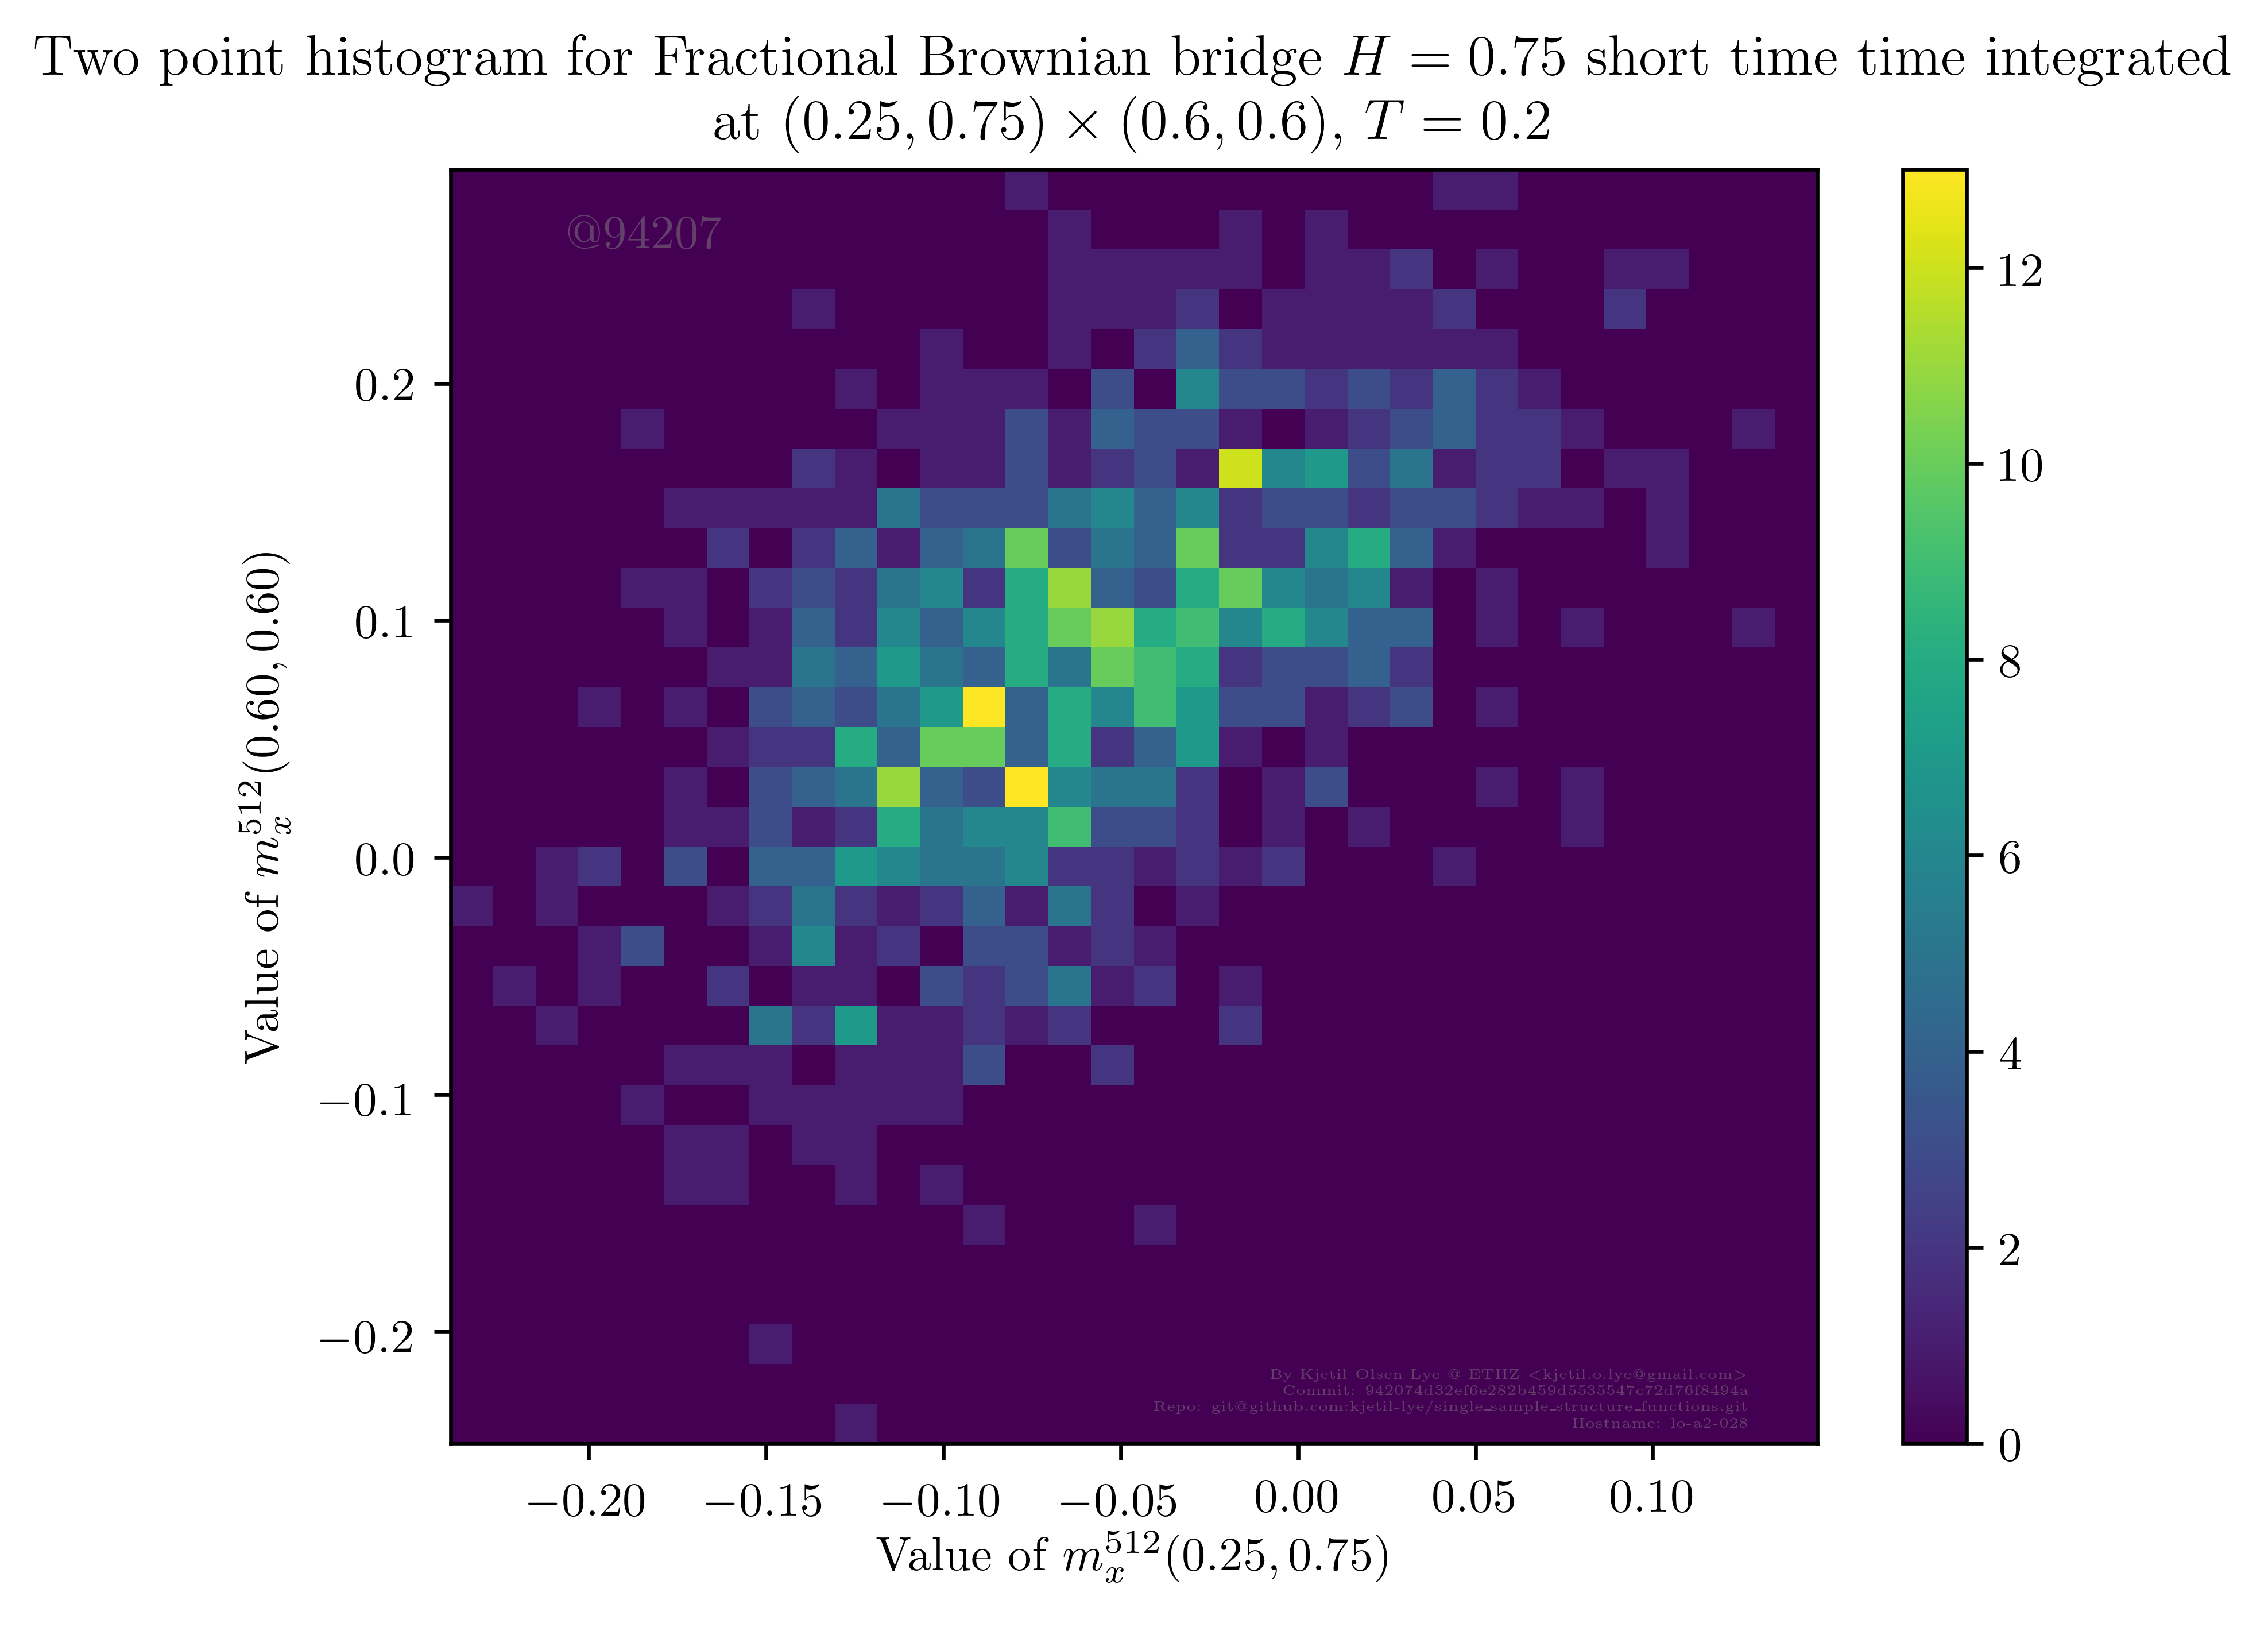 Two point histogram for Fractional Brownian bridge H = 0.75 short time time integrated
at (0.25, 0.75) × (0.6, 0.6), T = 0.2
@94207
12
10
8
6
4
2
0
0.2
0.1
0.0
−0.1
−0.2
Value of m_x^512(0.60, 0.60)
By Kjetil Olsen Lye @ ETHZ <kjetil.o.lye@gmail.com>
Commit: 942074d32ef6e282b459d5535547c72d76f8494a
Repo: git@github.com:kjetil-lye/single_sample_structure_functions.git
Hostname: lo-a2-028
−0.20 −0.15 −0.10 −0.05 0.00 0.05 0.10
Value of m_x^512(0.25, 0.75)